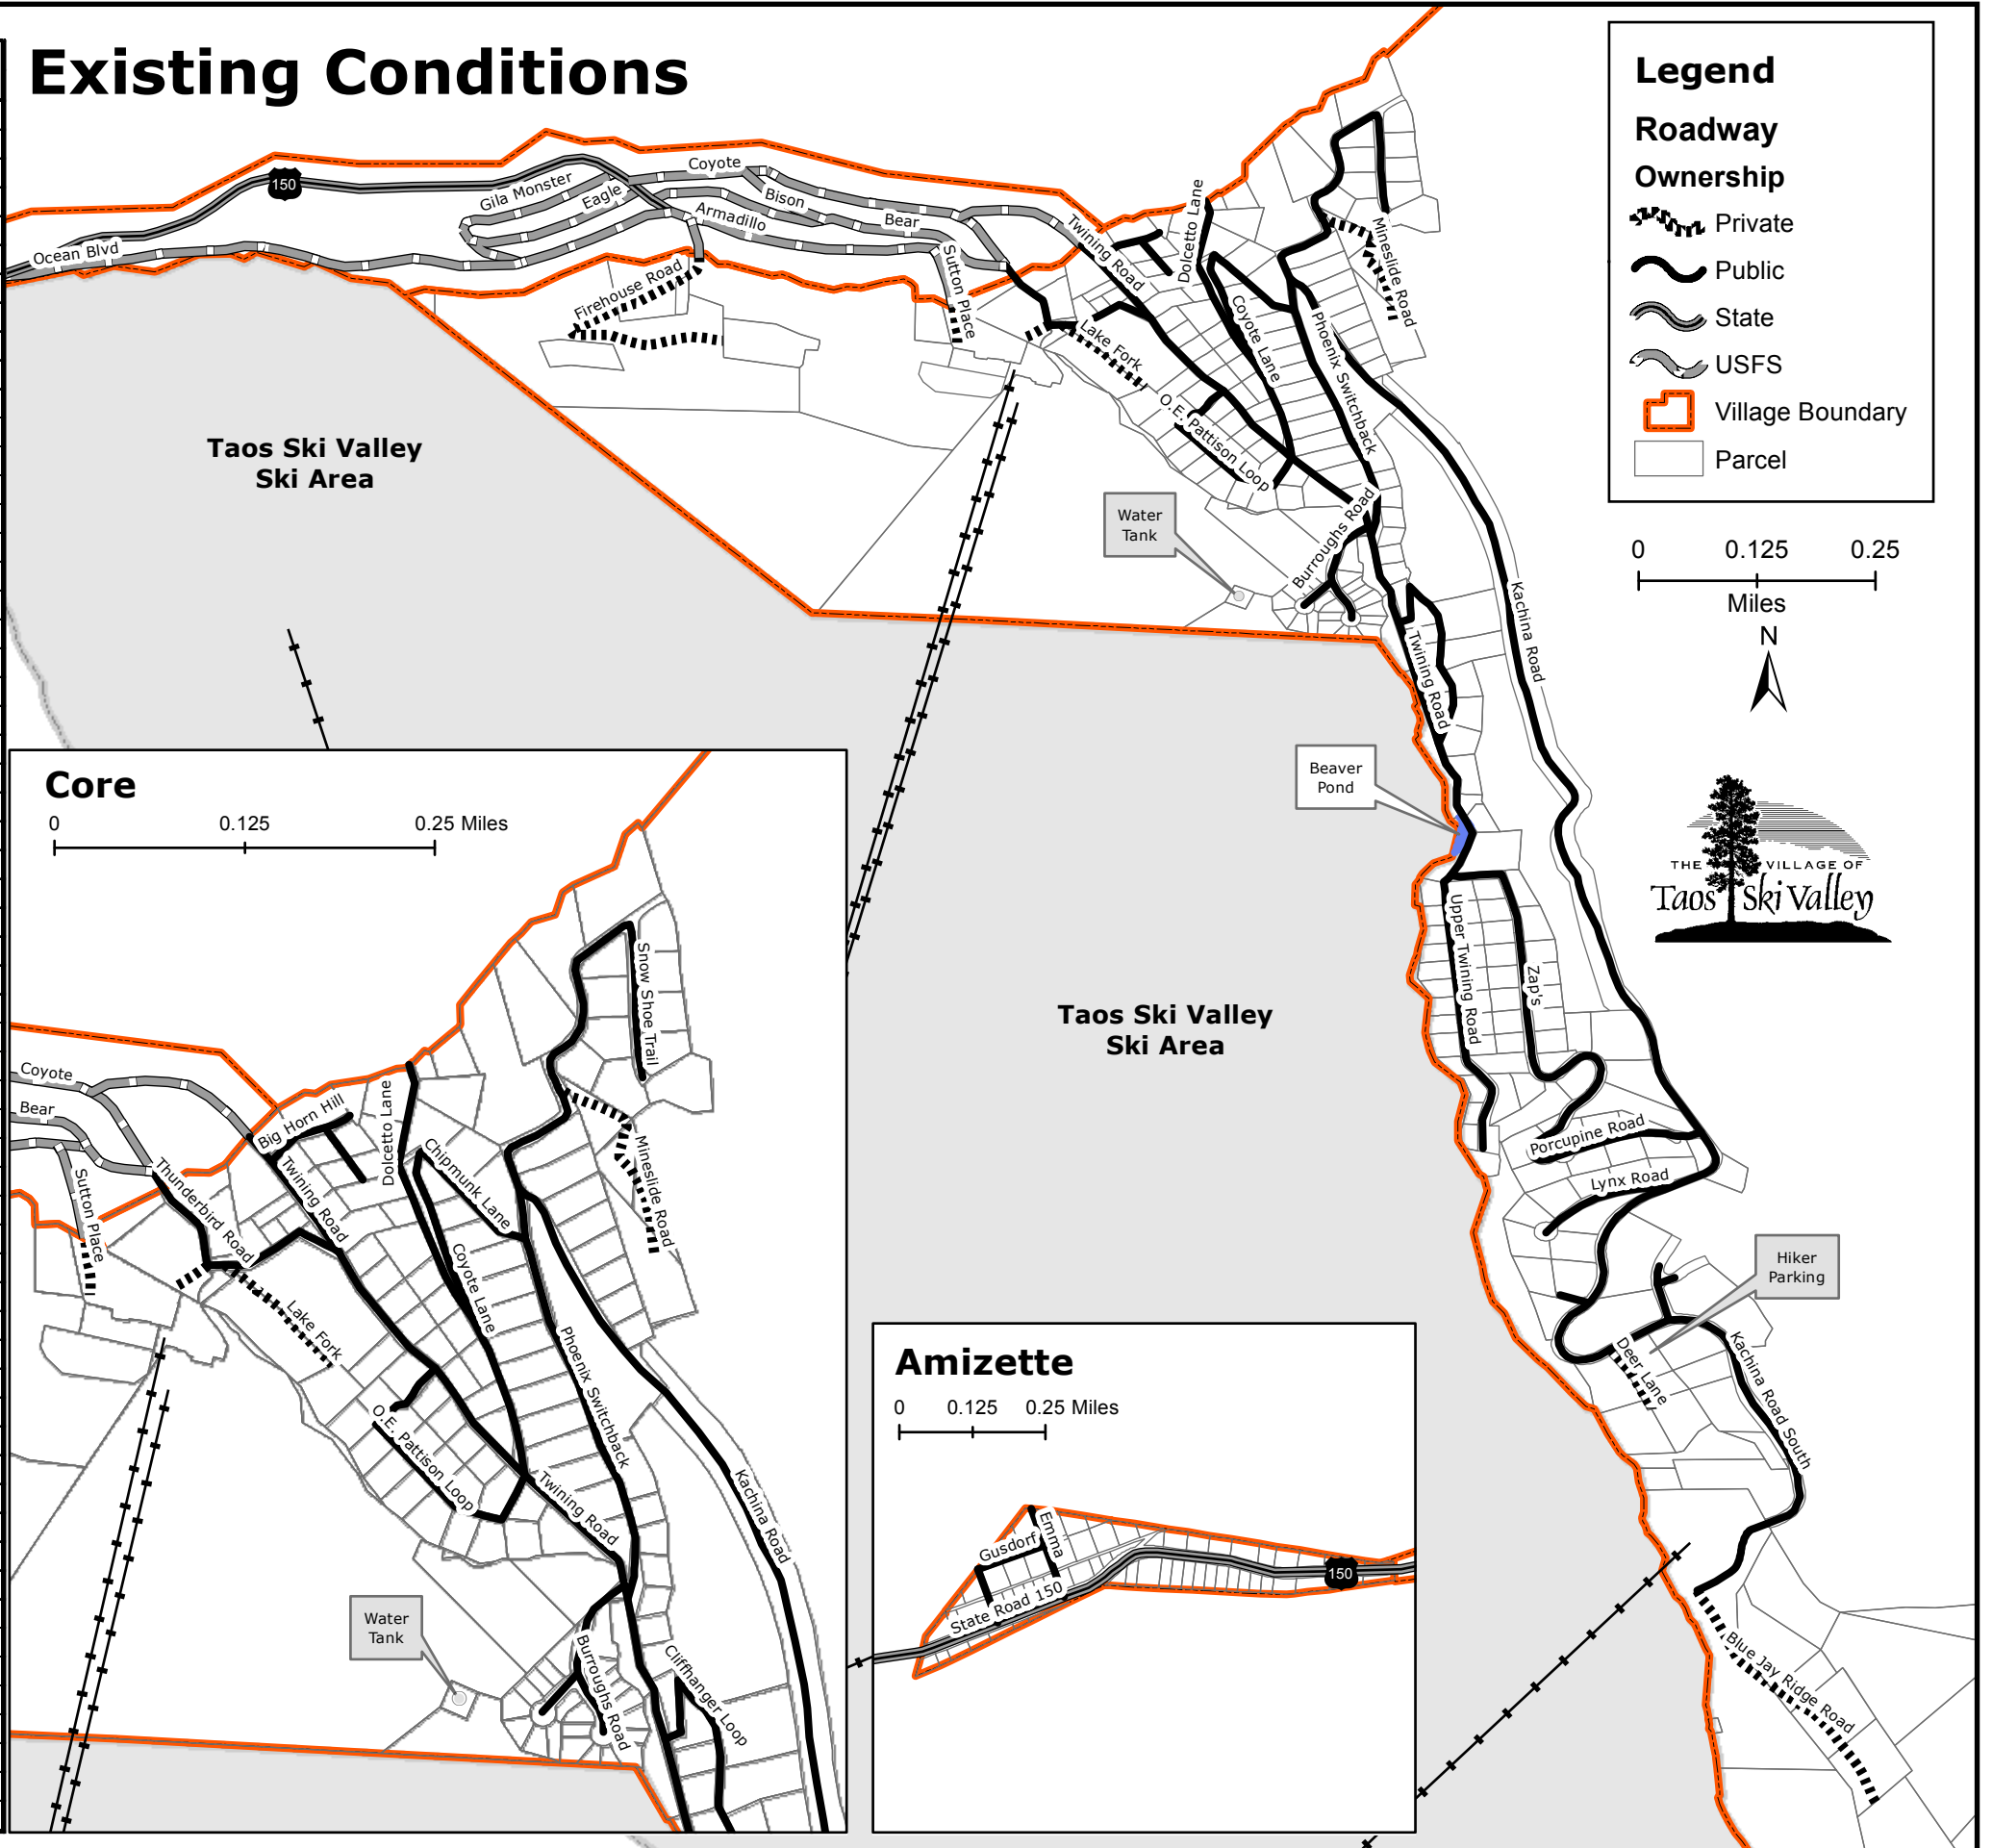 Existing Conditions
Legend
Roadway
Ownership
Private
Public
State
USFS
Village Boundary
Parcel
0 0.125 0.25
Miles
N
THE VILLAGE OF
Taos Ski Valley
150
Ocean Blvd
Gila Monster
Eagle
Coyote
Bison
Bear
Armadillo
Firehouse Road
Sutton Place
Twining Road
Dolcetto Lane
Coyote Lane
Lake Fork
O.E. Pattison Loop
Phoenix Switchback
Mineslide Road
Burroughs Road
Water
Tank
Kachina Road
Twining Road
Beaver
Pond
Upper Twining Road
Zap's
Porcupine Road
Lynx Road
Hiker
Parking
Deer Lane
Kachina Road South
Blue Jay Ridge Road
Taos Ski Valley
Ski Area
Taos Ski Valley
Ski Area
Core
0 0.125 0.25 Miles
Coyote
Bear
Sutton Place
Thunderbird Road
Big Horn Hill
Twining Road
Dolcetto Lane
Chipmunk Lane
Coyote Lane
Snow Shoe Trail
Mineslide Road
Lake Fork
O.E. Pattison Loop
Phoenix Switchback
Twining Road
Kachina Road
Water
Tank
Burroughs Road
Cliffhanger Loop
Amizette
0 0.125 0.25 Miles
Gusdorf
Emma
State Road 150
150